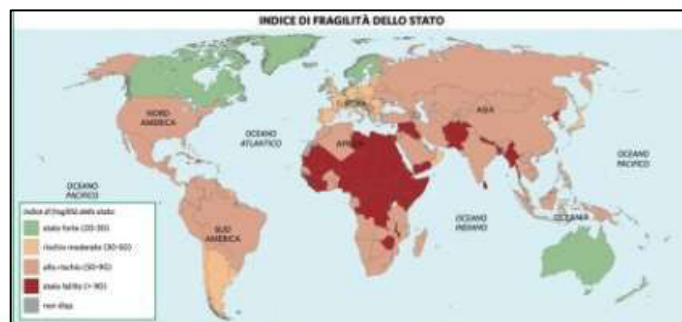 INDICE DI FRAGILITÀ DELLO STATO
NORD
AMERICA
EUROPA
ASIA
OCEANO
ATLANTICO
AFRICA
OCEANO
PACIFICO
OCEANO
PACIFICO
SUD
AMERICA
OCEANO
INDIANO
OCEANIA
Indice di fragilità dello stato:
stato forte (20-30)
rischio moderato (30-60)
alto rischio (60-90)
stato fallito (> 90)
non disp.